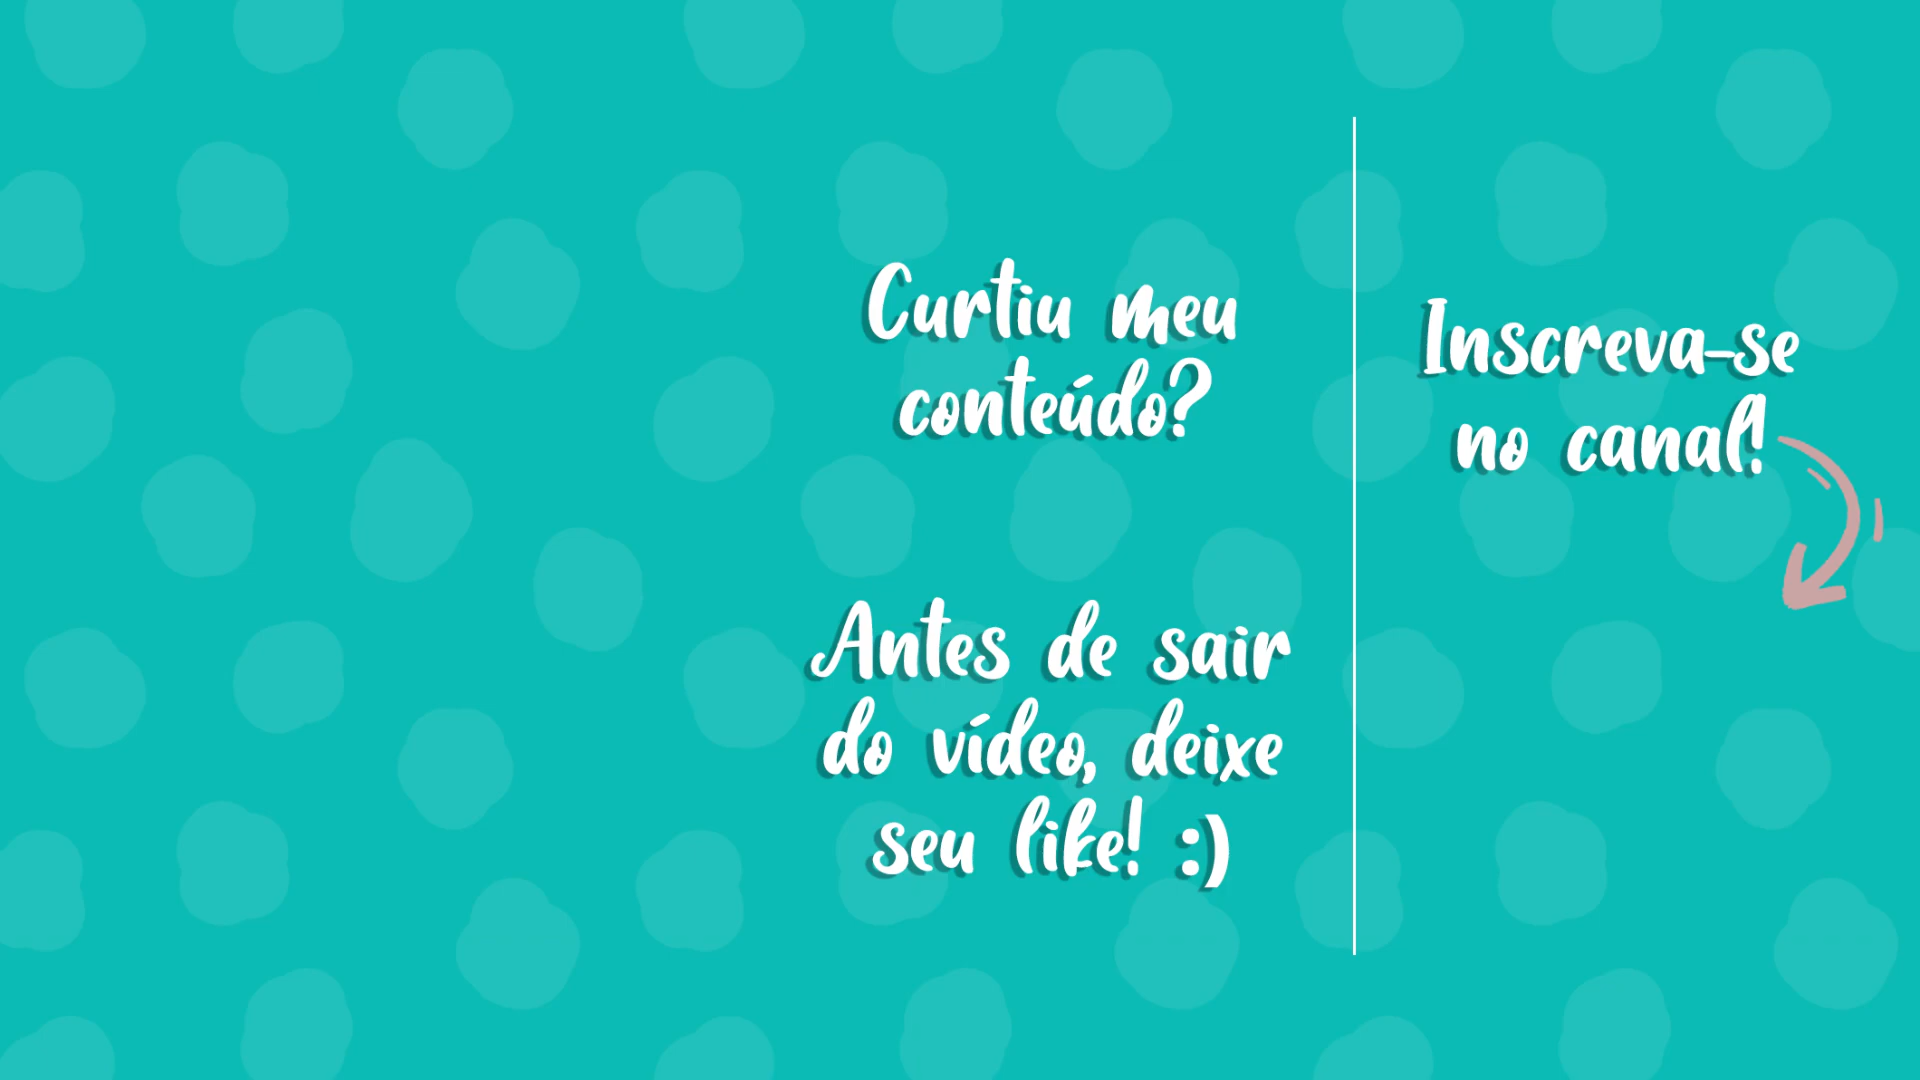 Curtiu meu
conteúdo?
Antes de sair
do vídeo, deixe
seu like! :)
Inscreva-se
no canal!